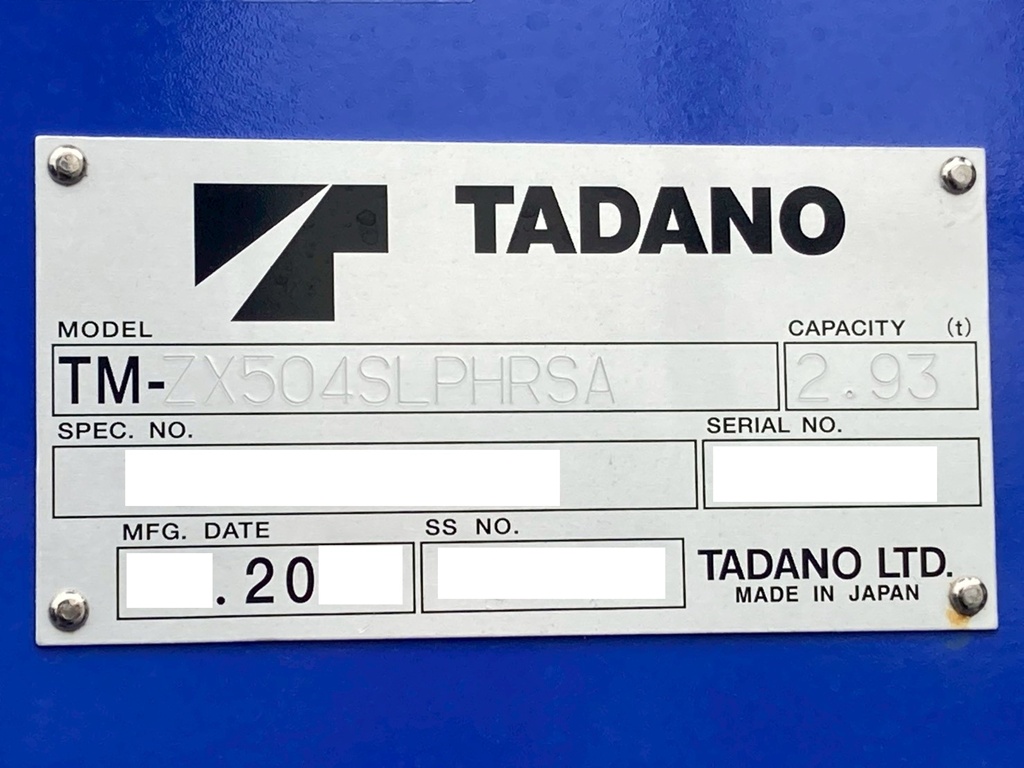 TADANO
MODEL CAPACITY (t)
TM-ZX504SLPHRSA 2.93
SPEC. NO. SERIAL NO.
MFG. DATE SS NO.
.20
TADANO LTD.
MADE IN JAPAN